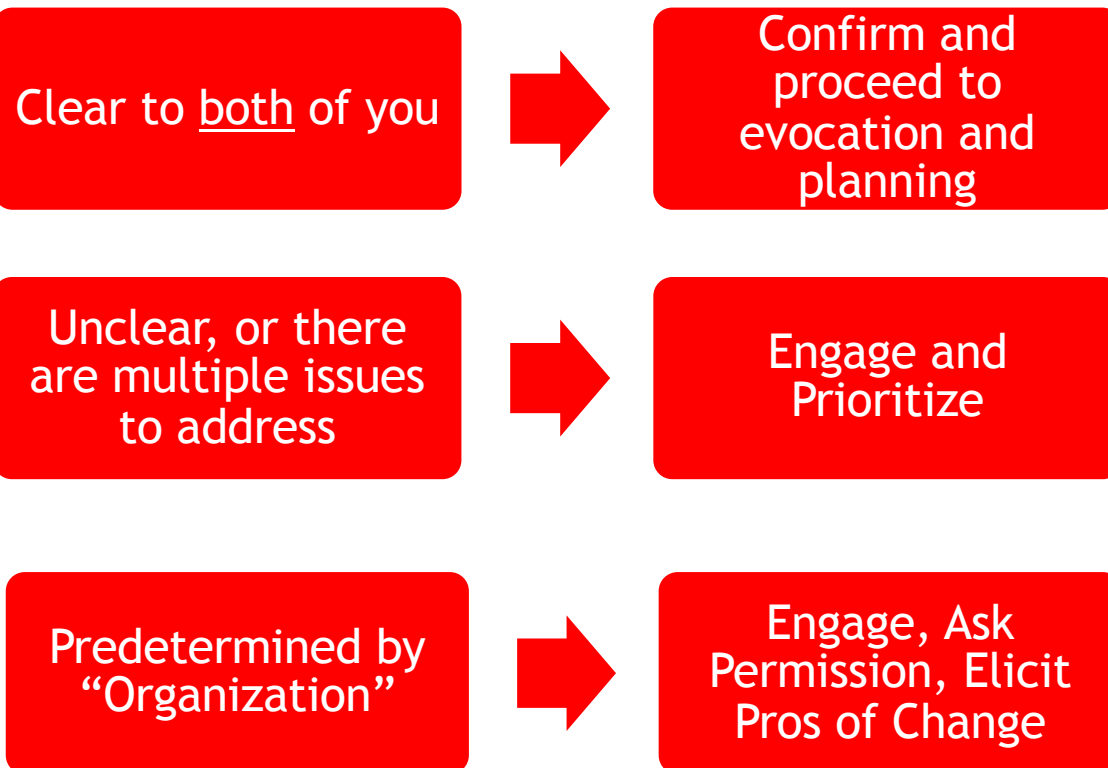 Clear to both of you
Confirm and
proceed to
evocation and
planning
Unclear, or there
are multiple issues
to address
Engage and
Prioritize
Predetermined by
“Organization”
Engage, Ask
Permission, Elicit
Pros of Change